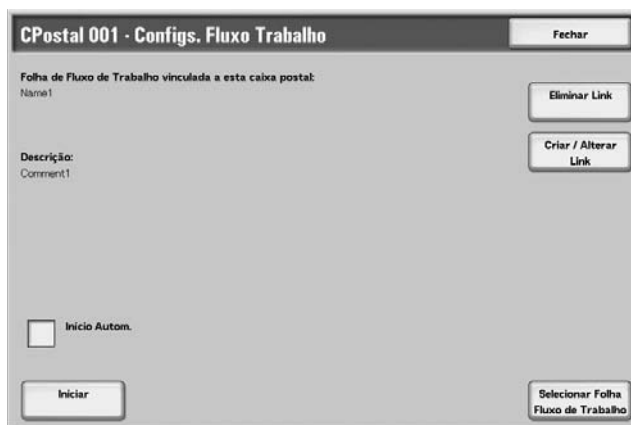 CPostal 001 - Configs. Fluxo Trabalho
Fechar
Folha de Fluxo de Trabalho vinculada a esta caixa postal:
Name1
Eliminar Link
Criar / Alterar
Link
Descrição:
Comment1
Início Autom.
Iniciar
Selecionar Folha
Fluxo de Trabalho